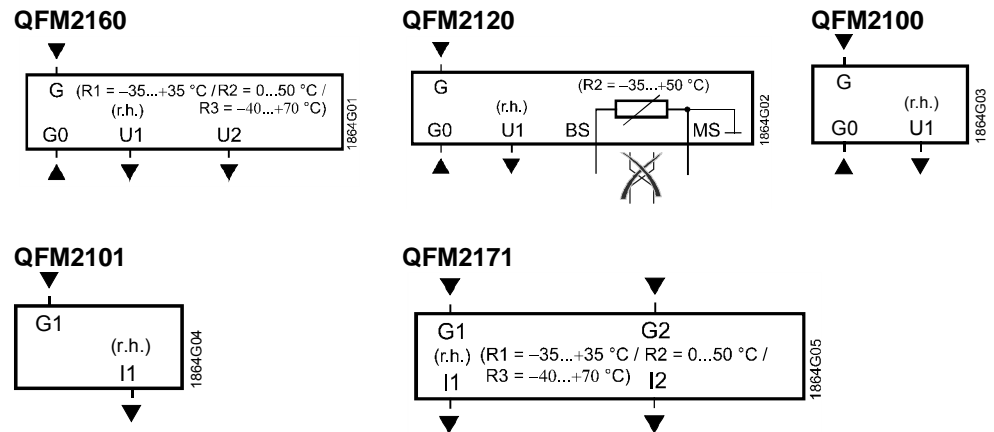 QFM2160
G (R1 = –35...+35 °C / R2 = 0...50 °C /
(r.h.) R3 = –40...+70 °C)
G0 U1 U2
1864G01
QFM2120
G (R2 = –35...+50 °C)
(r.h.)
G0 U1 BS MS
1864G02
QFM2100
G
(r.h.)
G0 U1
1864G03
QFM2101
G1
(r.h.)
I1
1864G04
QFM2171
G1 G2
(r.h.) (R1 = –35...+35 °C / R2 = 0...50 °C /
R3 = –40...+70 °C)
I1 I2
1864G05